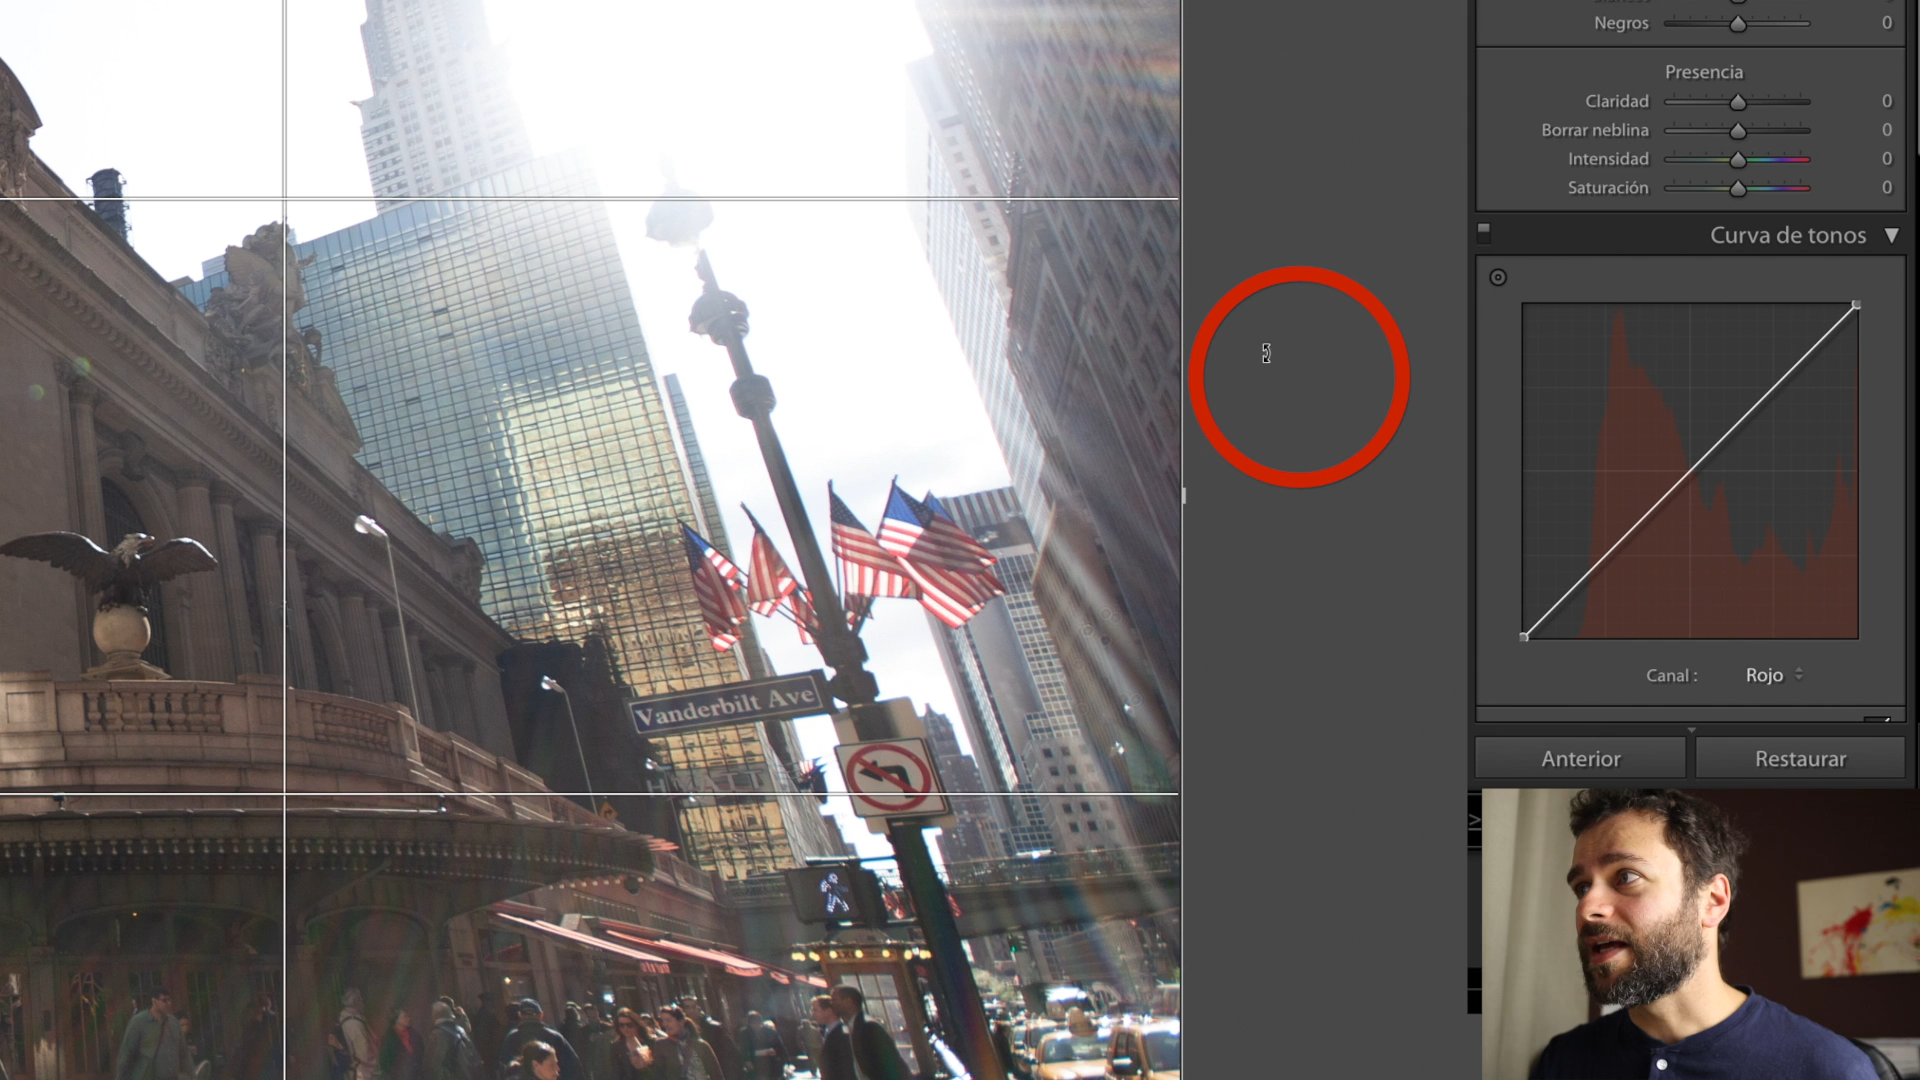 Negros 0
Presencia
Claridad 0
Borrar neblina 0
Intensidad 0
Saturación 0
Curva de tonos
Canal : Rojo
Anterior
Restaurar
Vanderbilt Ave